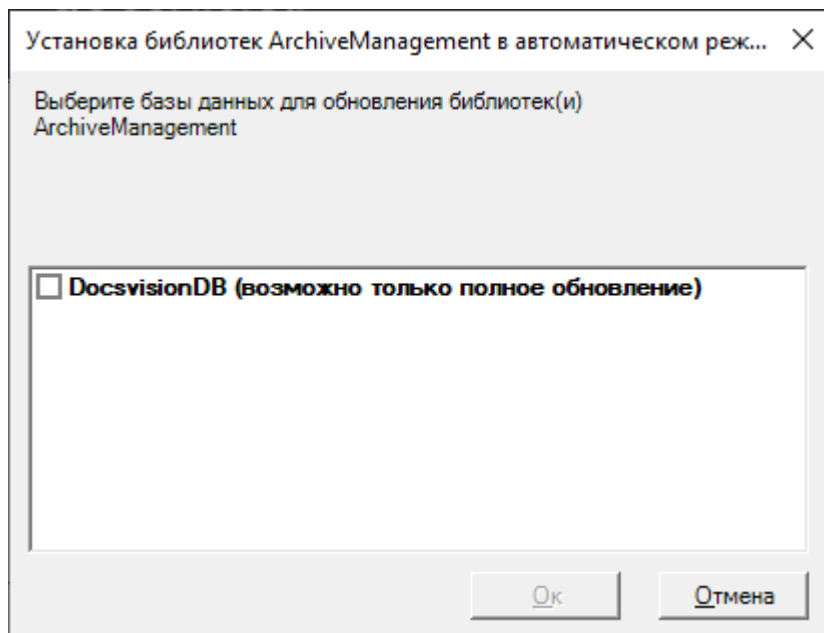 Установка библиотек ArchiveManagement в автоматическом реж...
Выберите базы данных для обновления библиотек(и)
ArchiveManagement
DocsvisionDB (возможно только полное обновление)
Ок
Отмена